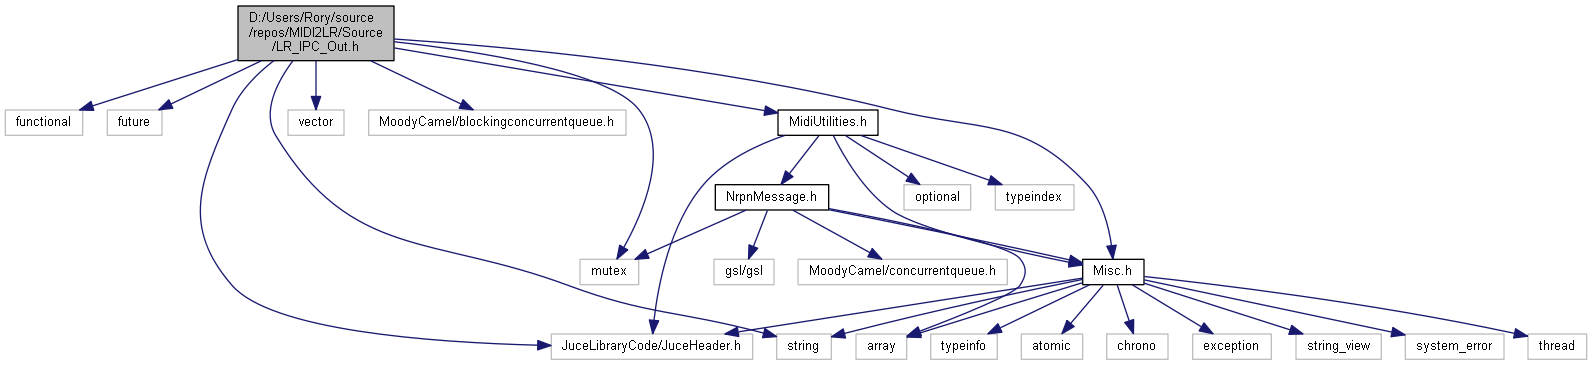 D:/Users/Rory/source
/repos/MIDI2LR/Source
/LR_IPC_Out.h
functional
future
vector
MoodyCamel/blockingconcurrentqueue.h
MidiUtilities.h
NrpnMessage.h
optional
typeindex
mutex
gsl/gsl
MoodyCamel/concurrentqueue.h
Misc.h
JuceLibraryCode/JuceHeader.h
string
array
typeinfo
atomic
chrono
exception
string_view
system_error
thread